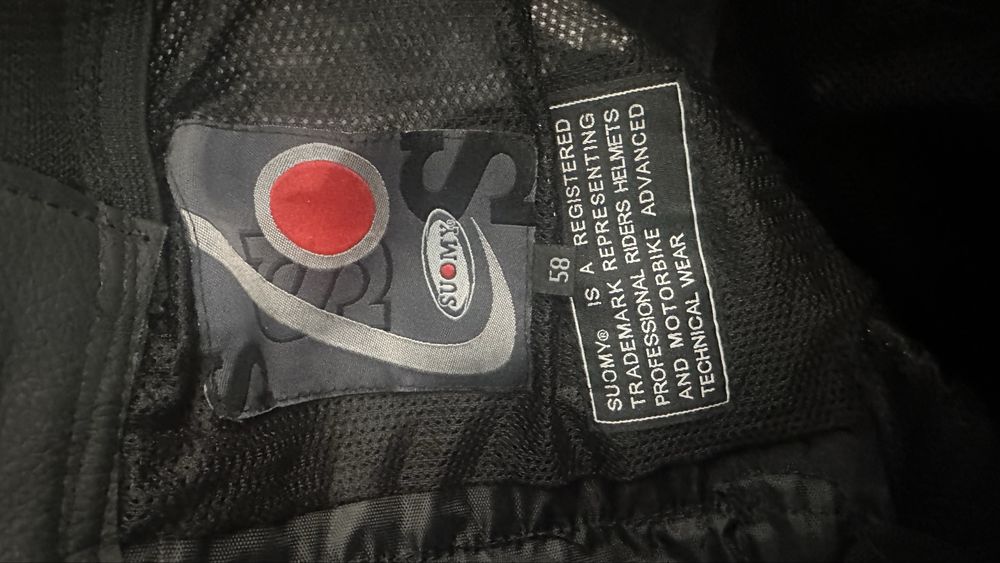 SUOMY
58
SUOMY® IS A REGISTERED
TRADEMARK REPRESENTING
PROFESSIONAL RIDERS HELMETS
AND MOTORBIKE ADVANCED
TECHNICAL WEAR